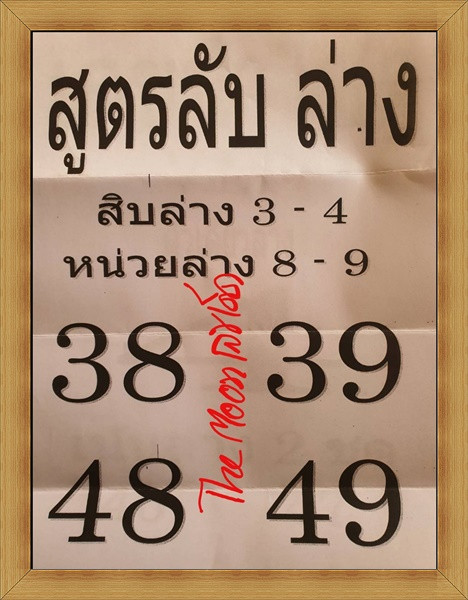 สูตรลับ ล่าง
สิบล่าง 3 - 4
หน่วยล่าง 8 - 9
38 39
48 49
The Moon